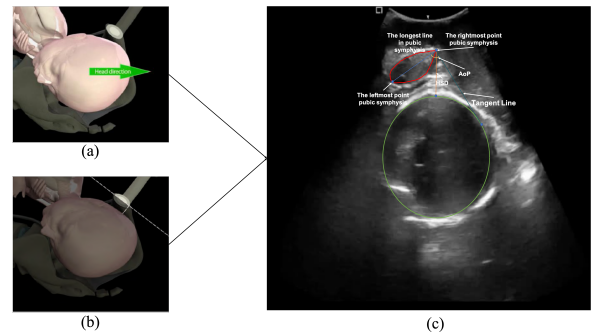 Head direction
(a)
(b)
The longest line
in pubic
symphysis
The rightmost point
pubic symphysis
AoP
HSD
The leftmost point
pubic symphysis
Tangent Line
(c)